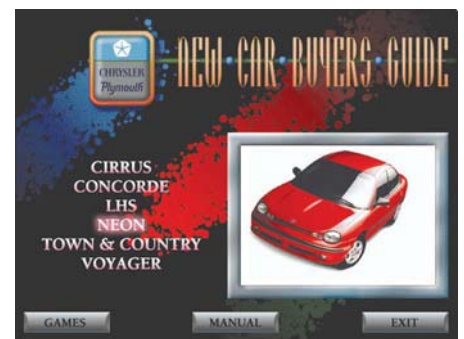 CHRYSLER
Plymouth
NEW·CAR·BUYERS·GUIDE
CIRRUS
CONCORDE
LHS
NEON
TOWN & COUNTRY
VOYAGER
GAMES
MANUAL
EXIT